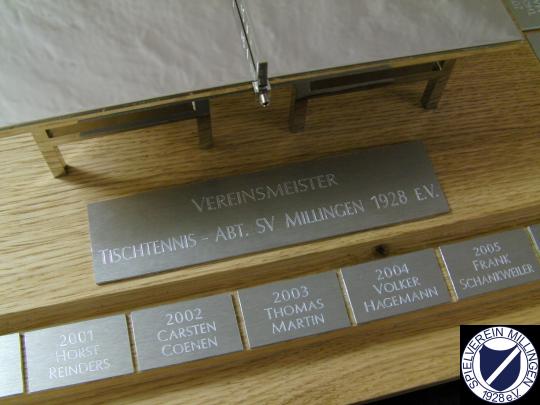 VEREINSMEISTER
TISCHTENNIS - ABT. SV MILLINGEN 1928 E.V.
2001
HORST
REINDERS
2002
CARSTEN
COENEN
2003
THOMAS
MARTIN
2004
VOLKER
HAGEMANN
2005
FRANK
SCHANKWEILER
SPIELVEREIN MILLINGEN
1928 e.V.